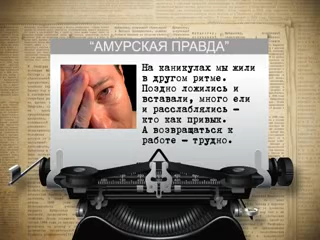 "АМУРСКАЯ ПРАВДА"
На каникулах мы жили
в другом ритме.
Поздно ложились и
вставали, много ели
и расслаблялись –
кто как привык.
А возвращаться к
работе – трудно.